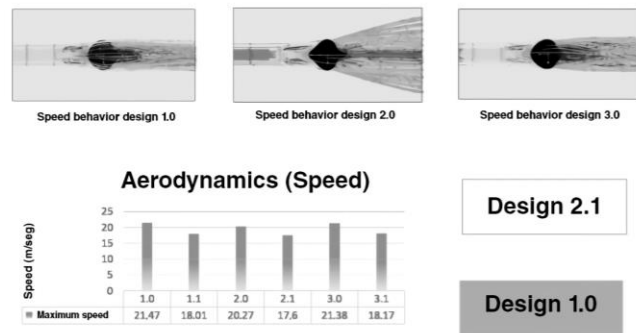 Speed behavior design 1.0
Speed behavior design 2.0
Speed behavior design 3.0
Aerodynamics (Speed)
Design 2.1
Design 1.0
Speed (m/seg)
25
20
15
10
5
0
1.0 1.1 2.0 2.1 3.0 3.1
Maximum speed 21,47 18.01 20.27 17,6 21.38 18.17